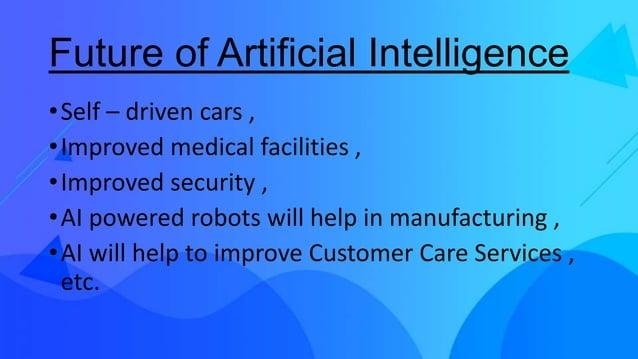 Future of Artificial Intelligence
•Self – driven cars ,
•Improved medical facilities ,
•Improved security ,
•AI powered robots will help in manufacturing ,
•AI will help to improve Customer Care Services ,
etc.